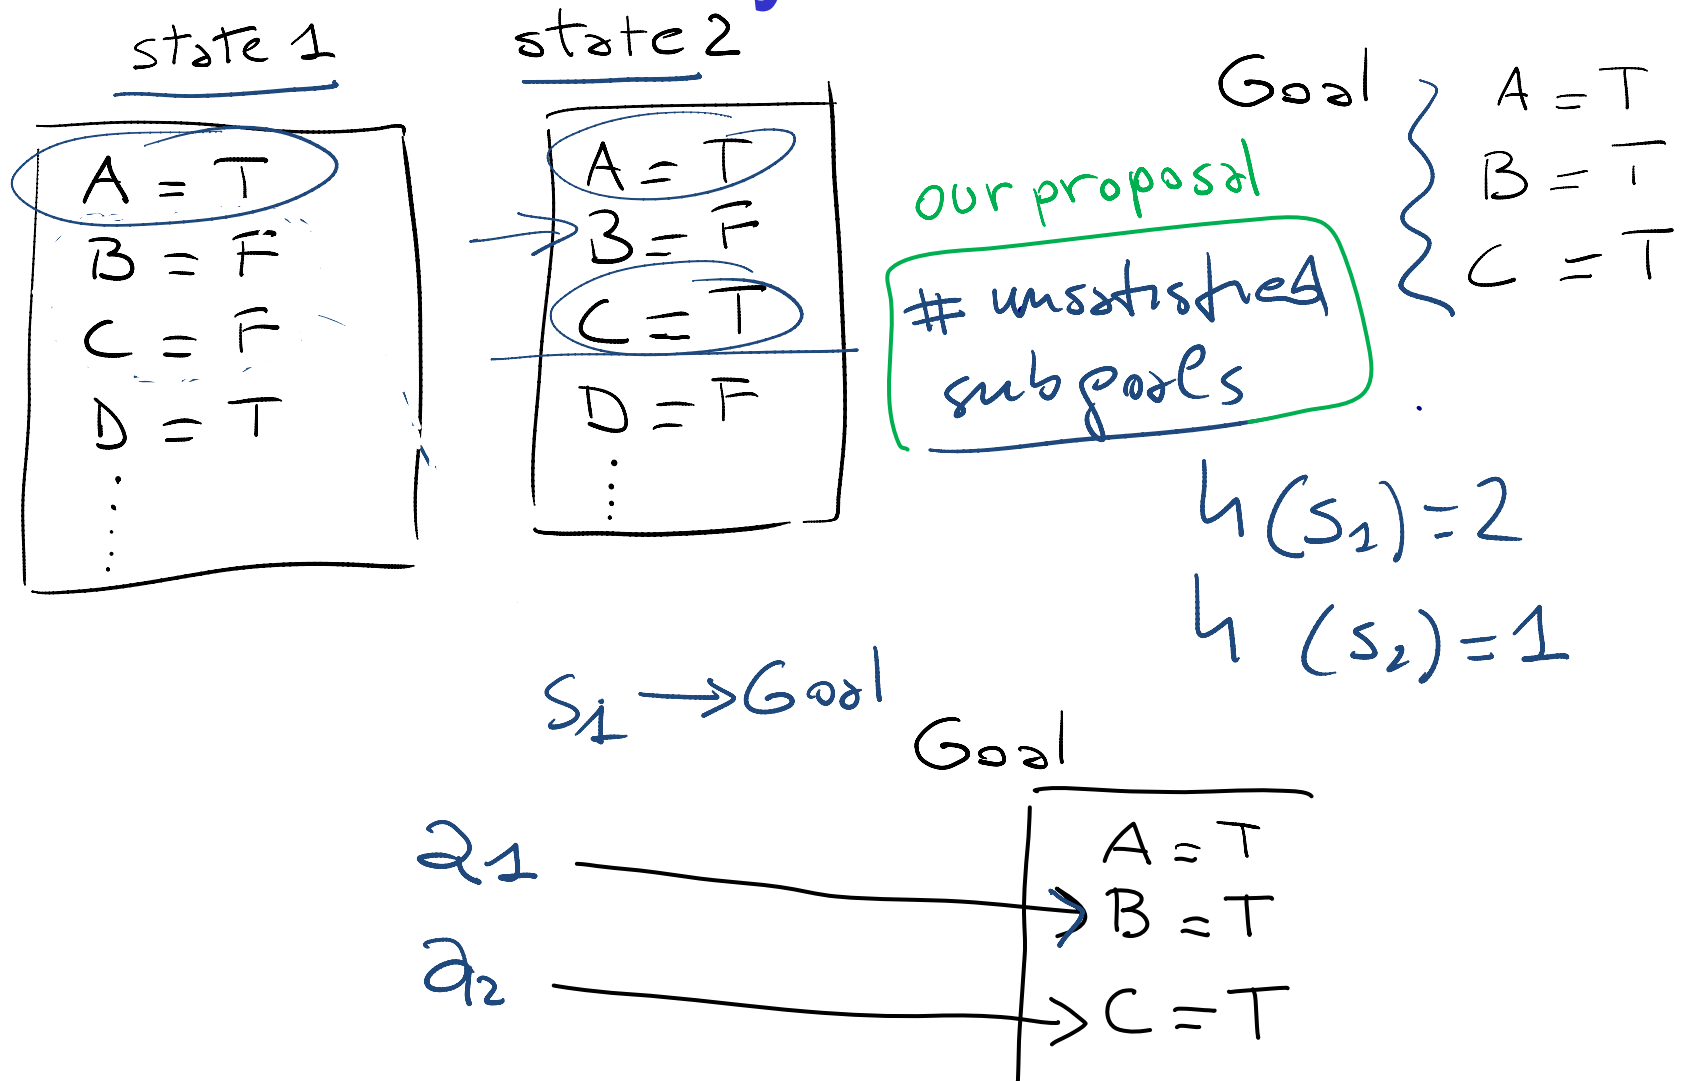 state 1
A = T
B = F
C = F
D = T
state 2
A = T
B = F
C = T
D = F
our proposal
# unsatisfied
subgoals
Goal
A = T
B = T
C = T
h (s1) = 2
h (s2) = 1
s1 → Goal
Goal
a1
a2
A = T
B = T
C = T